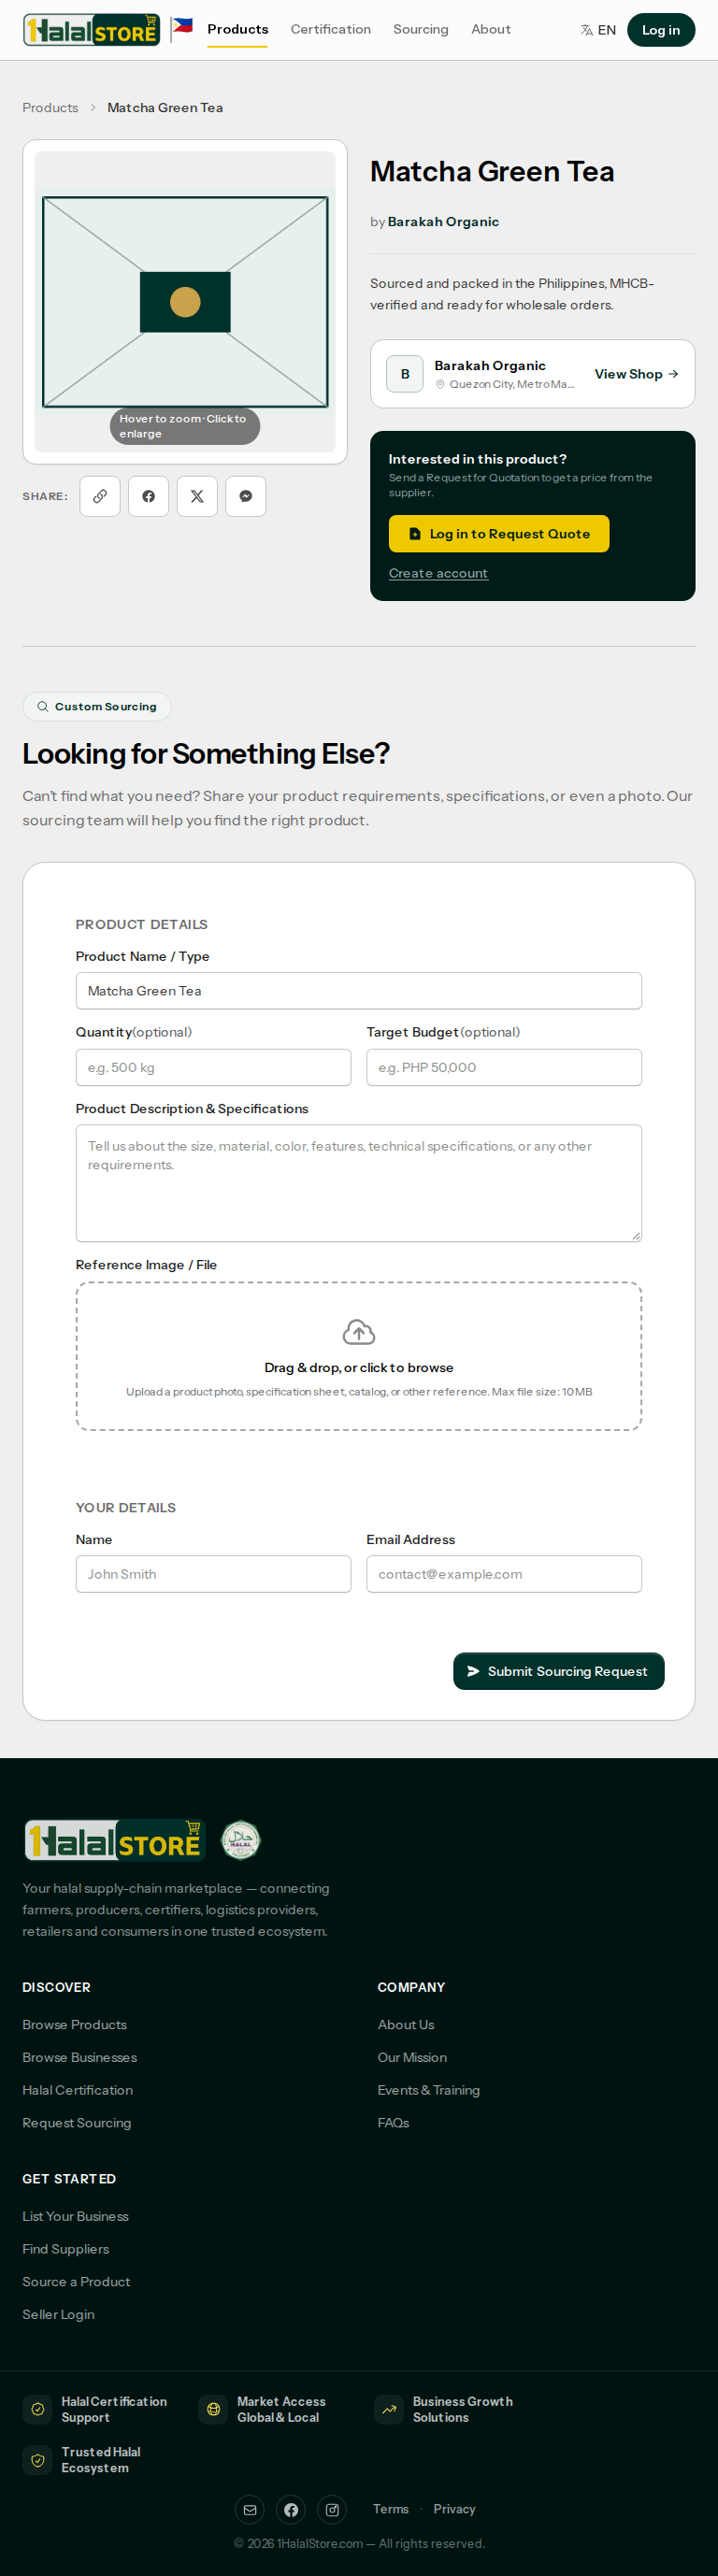 1Halal STORE
Products
Certification
Sourcing
About
EN
Log in
Products
Matcha Green Tea
Matcha Green Tea
by Barakah Organic
Sourced and packed in the Philippines, MHCB-
verified and ready for wholesale orders.
B
Barakah Organic
Quezon City, Metro Ma...
View Shop
Hover to zoom · Click to
enlarge
SHARE:
Interested in this product?
Send a Request for Quotation to get a price from the
supplier.
Log in to Request Quote
Create account
Custom Sourcing
Looking for Something Else?
Can't find what you need? Share your product requirements, specifications, or even a photo. Our
sourcing team will help you find the right product.
PRODUCT DETAILS
Product Name / Type
Matcha Green Tea
Quantity(optional)
Target Budget(optional)
e.g. 500 kg
e.g. PHP 50,000
Product Description & Specifications
Tell us about the size, material, color, features, technical specifications, or any other
requirements.
Reference Image / File
Drag & drop, or click to browse
Upload a product photo, specification sheet, catalog, or other reference. Max file size: 10 MB
YOUR DETAILS
Name
Email Address
John Smith
contact@example.com
Submit Sourcing Request
1Halal STORE
HALAL
Your halal supply-chain marketplace — connecting
farmers, producers, certifiers, logistics providers,
retailers and consumers in one trusted ecosystem.
DISCOVER
Browse Products
Browse Businesses
Halal Certification
Request Sourcing
COMPANY
About Us
Our Mission
Events & Training
FAQs
GET STARTED
List Your Business
Find Suppliers
Source a Product
Seller Login
Halal Certification
Support
Market Access
Global & Local
Business Growth
Solutions
Trusted Halal
Ecosystem
Terms · Privacy
© 2026 1HalalStore.com — All rights reserved.